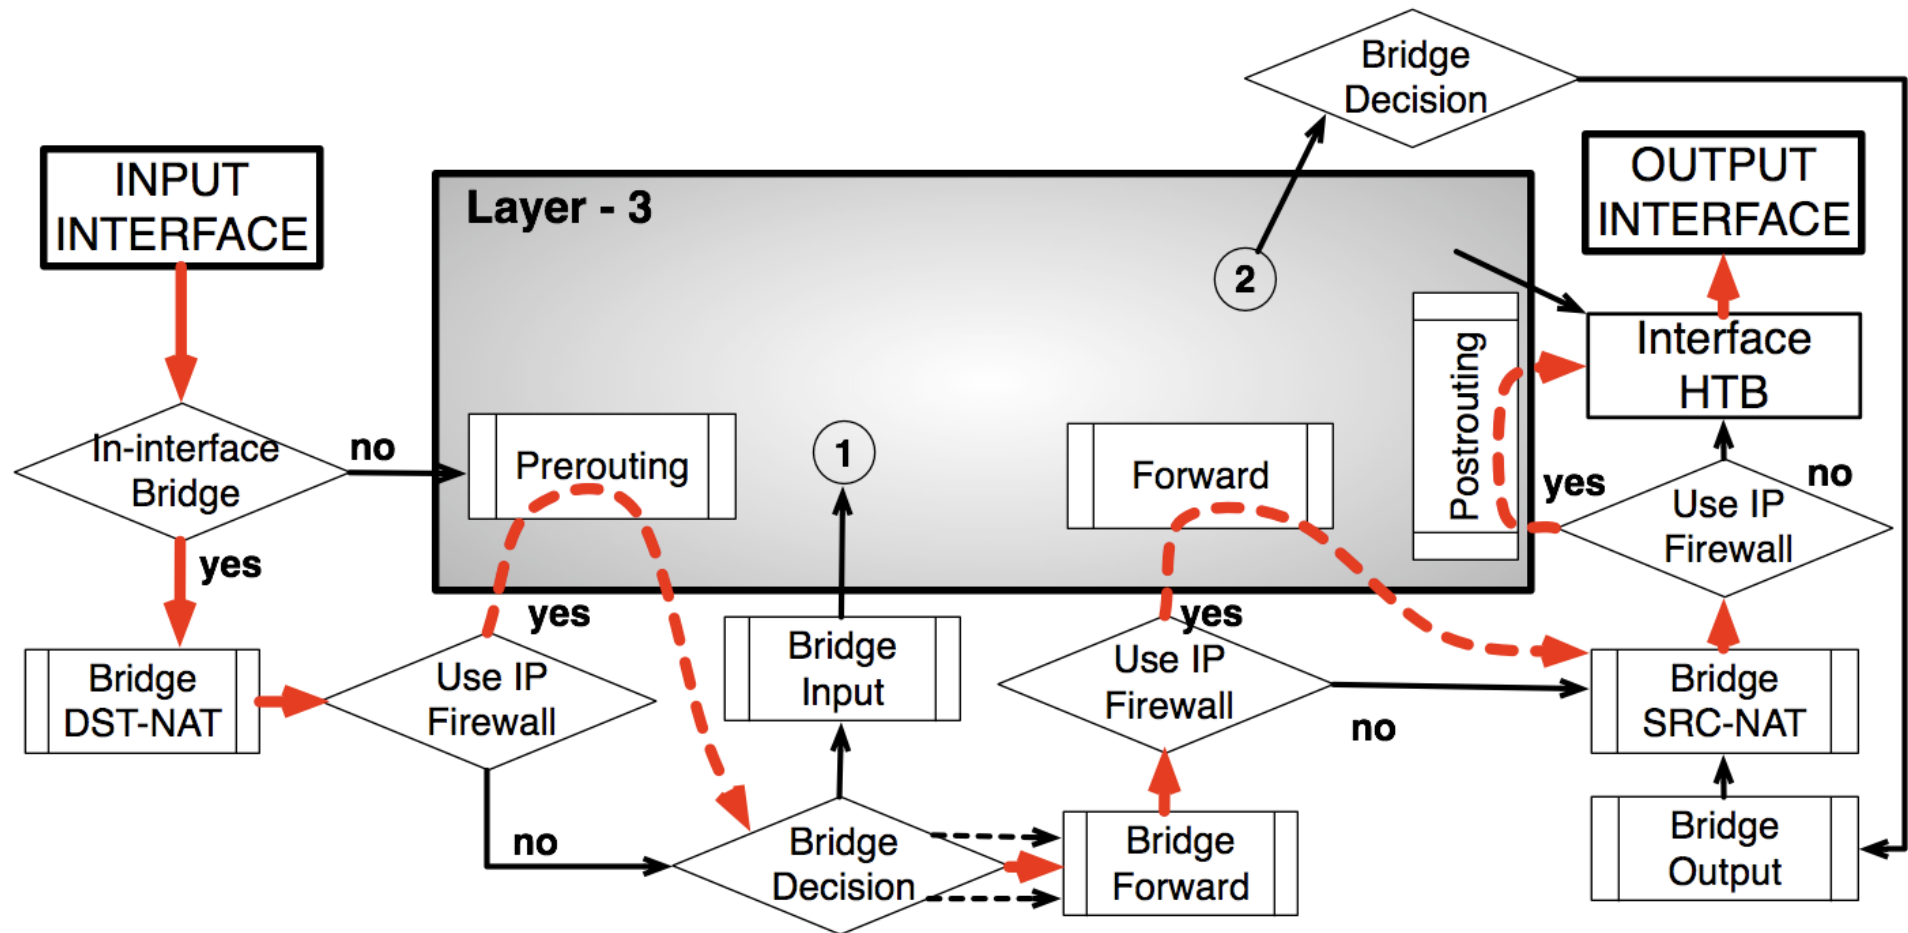 Bridge
Decision
INPUT
INTERFACE
Layer - 3
OUTPUT
INTERFACE
2
Interface
HTB
In-interface
Bridge
no
Prerouting
1
Forward
Postrouting
yes
Use IP
Firewall
no
yes
Bridge
DST-NAT
Use IP
Firewall
yes
Bridge
Input
yes
Use IP
Firewall
no
Bridge
SRC-NAT
no
Bridge
Decision
Bridge
Forward
Bridge
Output